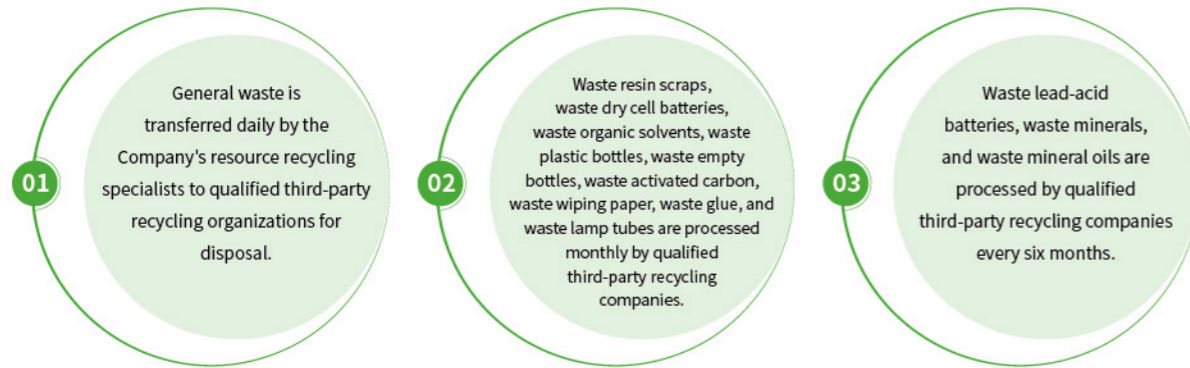 01
General waste is
transferred daily by the
Company's resource recycling
specialists to qualified third-party
recycling organizations for
disposal.
02
Waste resin scraps,
waste dry cell batteries,
waste organic solvents, waste
plastic bottles, waste empty
bottles, waste activated carbon,
waste wiping paper, waste glue, and
waste lamp tubes are processed
monthly by qualified
third-party recycling
companies.
03
Waste lead-acid
batteries, waste minerals,
and waste mineral oils are
processed by qualified
third-party recycling companies
every six months.